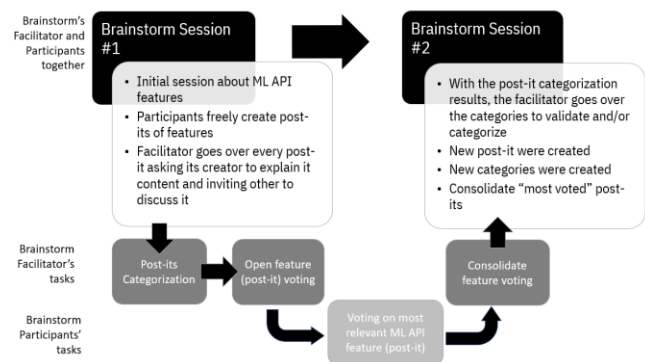 Brainstorm's
Facilitator and
Participants
together
Brainstorm Session
#1
• Initial session about ML API
features
• Participants freely create post-
its of features
• Facilitator goes over every post-
it asking its creator to explain it
content and inviting other to
discuss it
Brainstorm Session
#2
• With the post-it categorization
results, the facilitator goes over
the categories to validate and/or
categorize
• New post-it were created
• New categories were created
• Consolidate “most voted” post-
its
Brainstorm
Facilitator's
tasks
Post-its
Categorization
Open feature
(post-it) voting
Consolidate
feature voting
Brainstorm
Participants'
tasks
Voting on most
relevant ML API
feature (post-it)